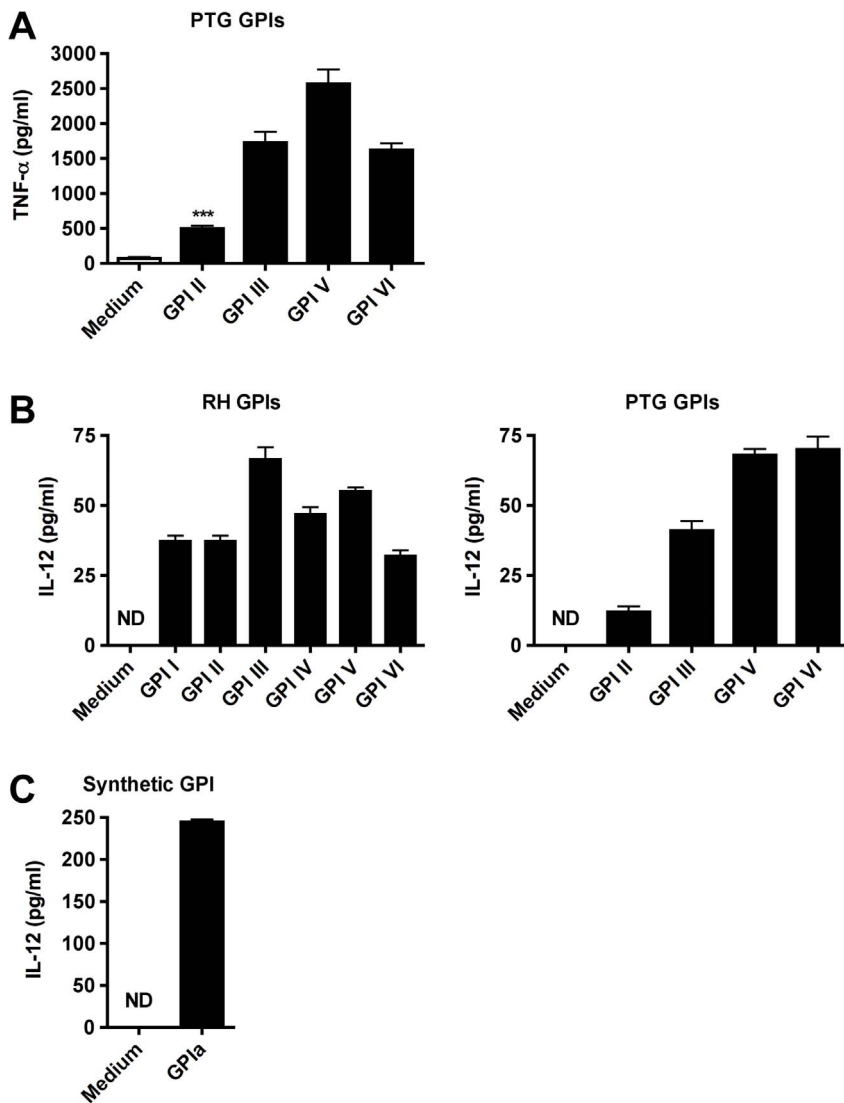 A
PTG GPIs
TNF-α (pg/ml)
3000
2500
2000
1500
1000
500
0
***
Medium
GPI II
GPI III
GPI V
GPI VI
B
RH GPIs
IL-12 (pg/ml)
75
50
25
0
ND
Medium
GPI I
GPI II
GPI III
GPI IV
GPI V
GPI VI
PTG GPIs
IL-12 (pg/ml)
75
50
25
0
ND
Medium
GPI II
GPI III
GPI V
GPI VI
C
Synthetic GPI
IL-12 (pg/ml)
250
200
150
100
50
0
ND
Medium
GPIa